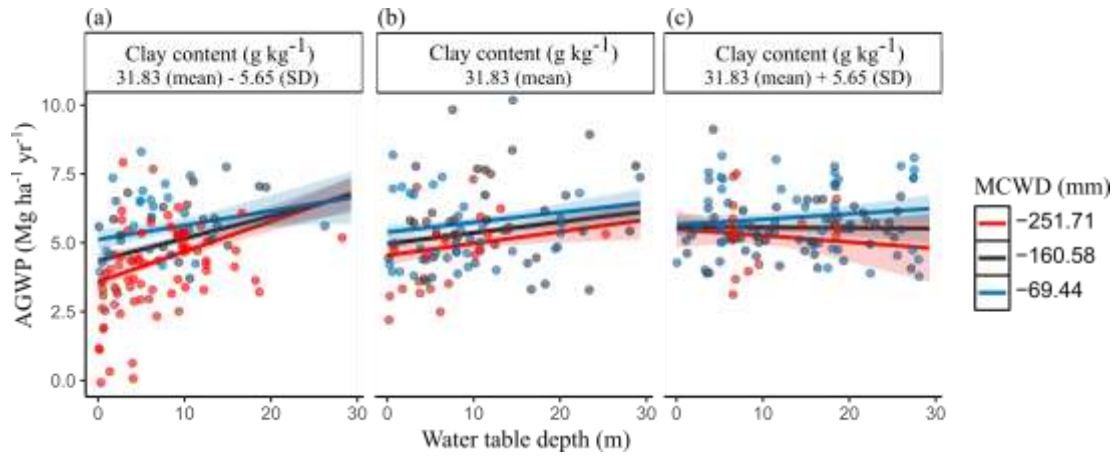 (a) (b) (c)
Clay content (g kg⁻¹) Clay content (g kg⁻¹) Clay content (g kg⁻¹)
31.83 (mean) - 5.65 (SD) 31.83 (mean) 31.83 (mean) + 5.65 (SD)
10.0
7.5
5.0
2.5
0.0
AGWP (Mg ha⁻¹ yr⁻¹)
MCWD (mm)
−251.71
−160.58
−69.44
0 10 20 30 0 10 20 30 0 10 20 30
Water table depth (m)